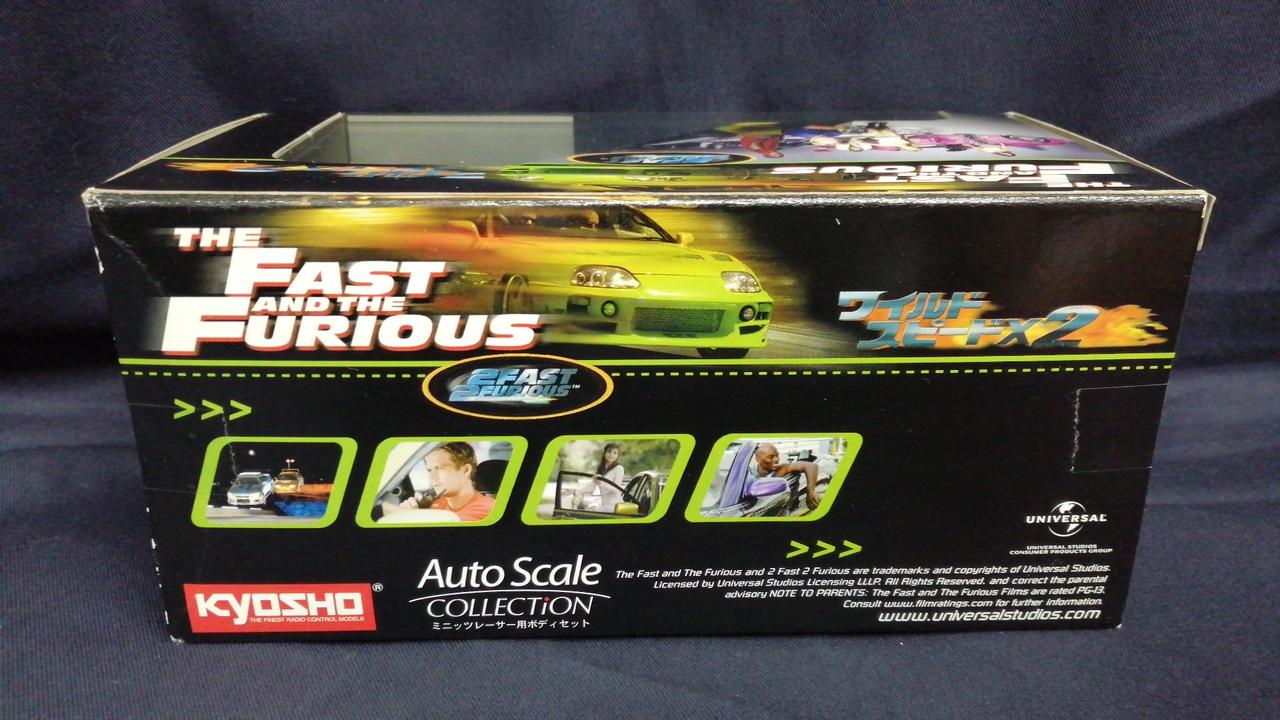 THE
FAST
AND THE
FURIOUS
ワイルド
スピードX2
2FAST
2FURIOUS™
>>>
>>>
UNIVERSAL
UNIVERSAL STUDIOS
CONSUMER PRODUCTS GROUP
KYOSHO®
THE FINEST RADIO CONTROL MODELS
Auto Scale
COLLECTiON
ミニッツレーサー用ボディセット
The Fast and The Furious and 2 Fast 2 Furious are trademarks and copyrights of Universal Studios.
Licensed by Universal Studios Licensing LLLP. All Rights Reserved. and correct the parental
advisory NOTE TO PARENTS: The Fast and The Furious Films are rated PG-13.
Consult www.filmratings.com for further information.
www.universalstudios.com
THE
FAST
FURIOUS